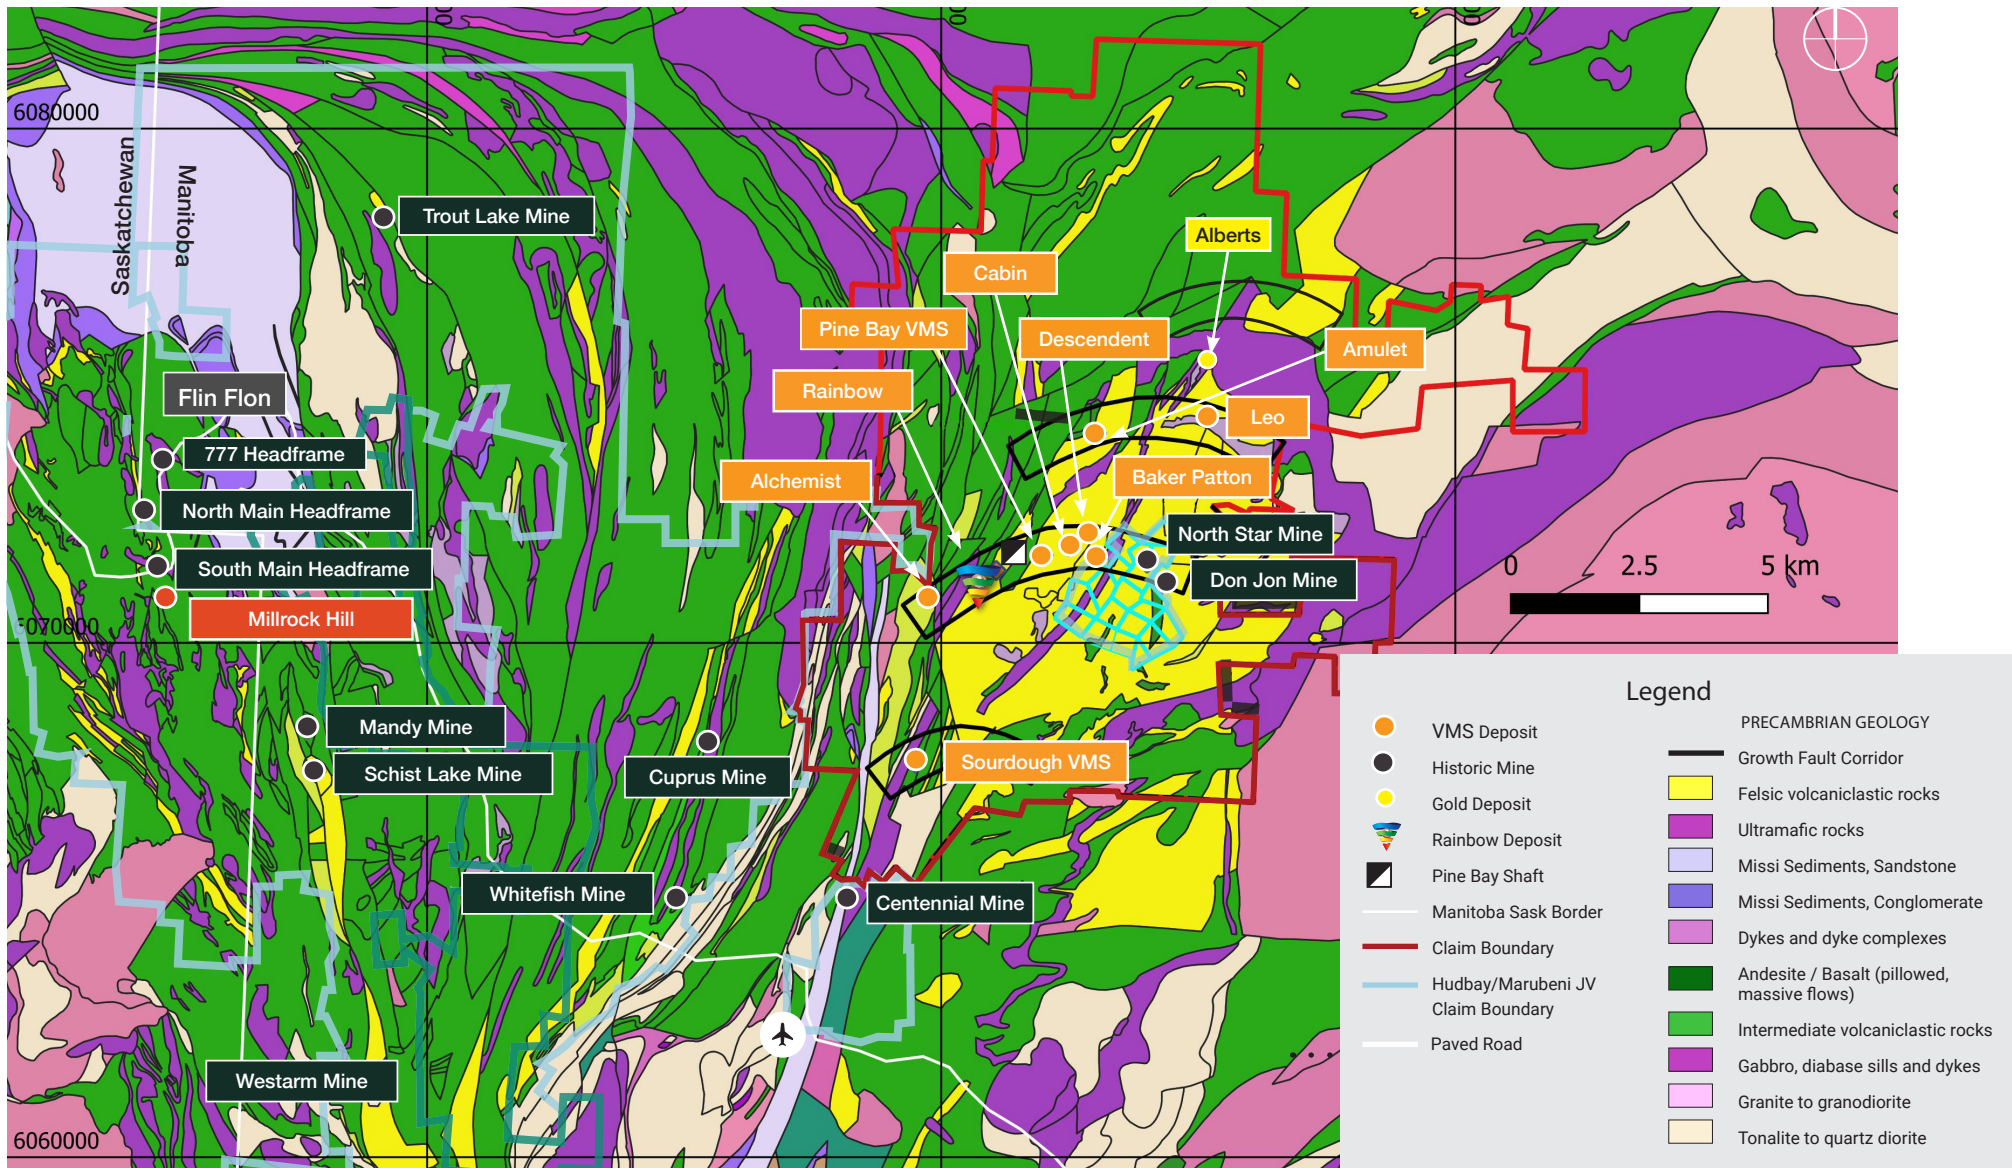 00
00
00
6080000
Saskatchewan
Manitoba
Trout Lake Mine
Alberts
Cabin
Pine Bay VMS
Descendent
Amulet
Flin Flon
Rainbow
Leo
777 Headframe
Alchemist
Baker Patton
North Main Headframe
North Star Mine
South Main Headframe
Don Jon Mine
0 2.5 5 km
Millrock Hill
6070000
Mandy Mine
Schist Lake Mine
Cuprus Mine
Sourdough VMS
Whitefish Mine
Centennial Mine
Westarm Mine
6060000
Legend
VMS Deposit
Historic Mine
Gold Deposit
Rainbow Deposit
Pine Bay Shaft
Manitoba Sask Border
Claim Boundary
Hudbay/Marubeni JV
Claim Boundary
Paved Road
PRECAMBRIAN GEOLOGY
Growth Fault Corridor
Felsic volcaniclastic rocks
Ultramafic rocks
Missi Sediments, Sandstone
Missi Sediments, Conglomerate
Dykes and dyke complexes
Andesite / Basalt (pillowed,
massive flows)
Intermediate volcaniclastic rocks
Gabbro, diabase sills and dykes
Granite to granodiorite
Tonalite to quartz diorite